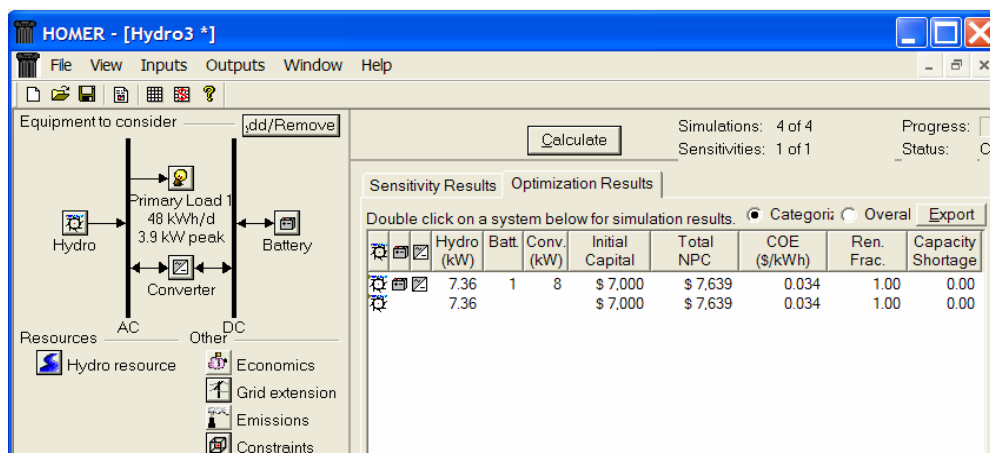 HOMER - [Hydro3 *]
File View Inputs Outputs Window Help
Equipment to consider
dd/Remove
Primary Load 1
48 kWh/d
3.9 kW peak
Hydro
Battery
Converter
AC
DC
Resources
Other
Hydro resource
Economics
Grid extension
Emissions
Constraints
Calculate
Simulations: 4 of 4
Sensitivities: 1 of 1
Progress:
Status: C
Sensitivity Results Optimization Results
Double click on a system below for simulation results. Categoriz Overal Export
Hydro (kW) Batt. Conv. (kW) Initial Capital Total NPC COE ($/kWh) Ren. Frac. Capacity Shortage
7.36 1 8 $ 7,000 $ 7,639 0.034 1.00 0.00
7.36 $ 7,000 $ 7,639 0.034 1.00 0.00